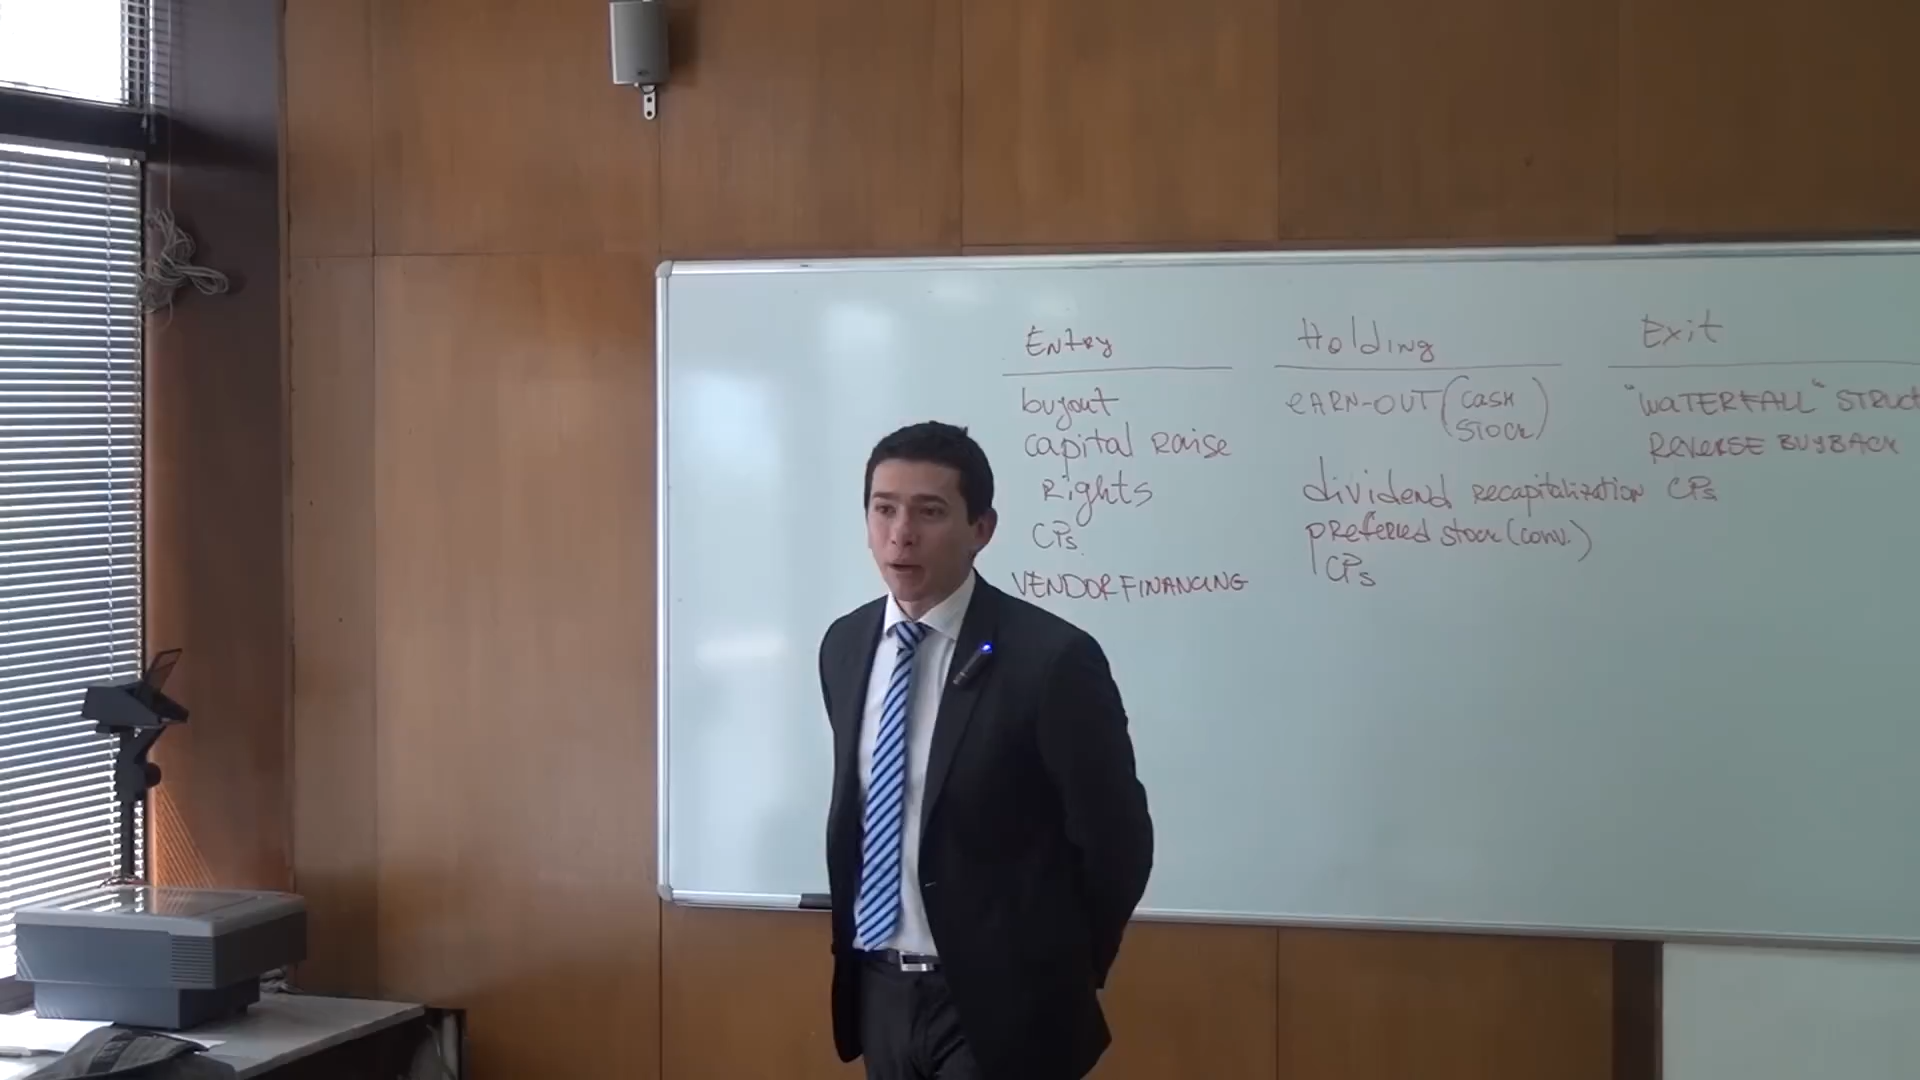 Entry
buyout
capital raise
Rights
CPs
VENDOR FINANCING
Holding
EARN-OUT (CASH
STOCK)
dividend recapitalization
preferred stock (conv.)
CPs
Exit
"WATERFALL" STRUCT
REVERSE BUYBACK
CPs